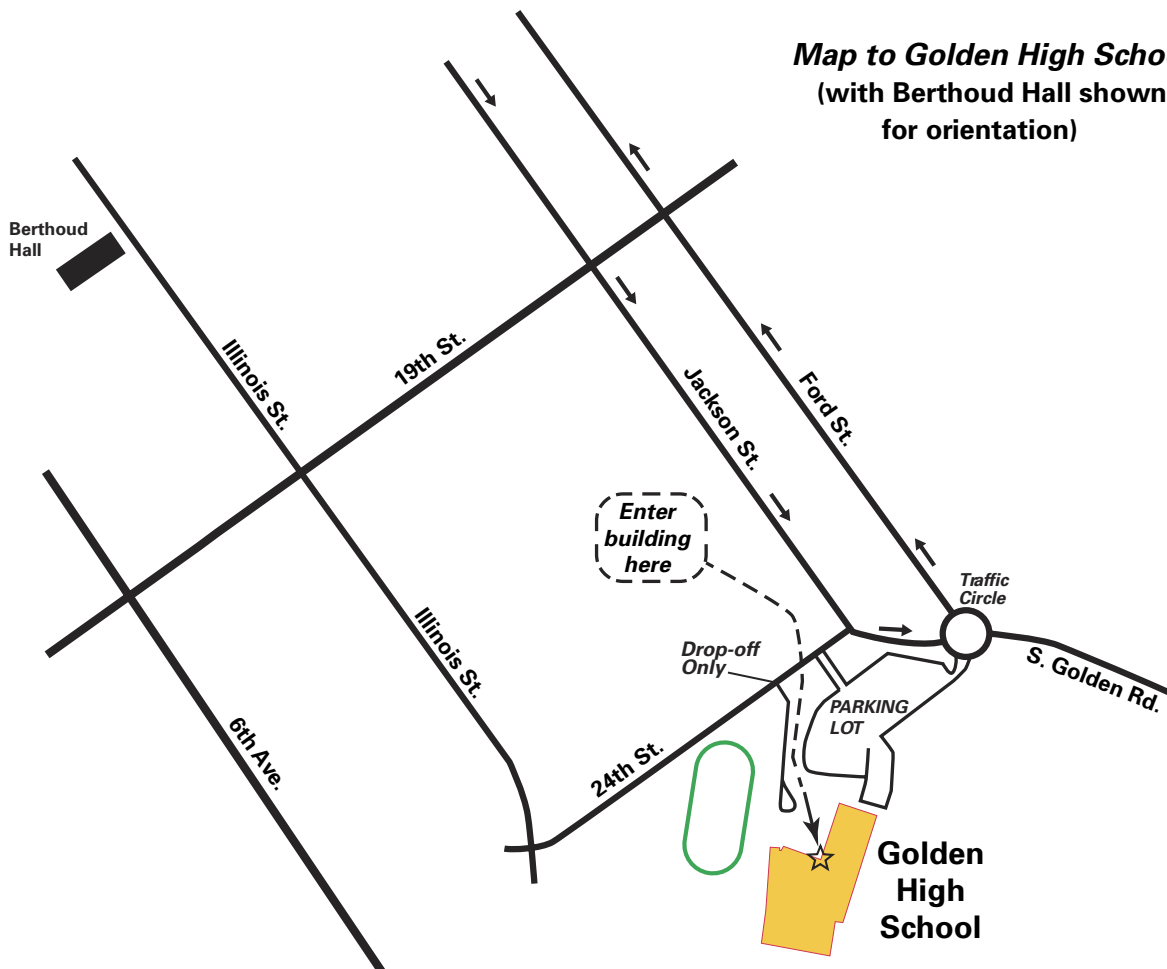 Map to Golden High Scho
(with Berthoud Hall shown
for orientation)
Berthoud
Hall
Illinois St.
19th St.
Jackson St.
Ford St.
Enter
building
here
Traffic
Circle
Illinois St.
Drop-off
Only
S. Golden Rd.
PARKING
LOT
6th Ave.
24th St.
Golden
High
School